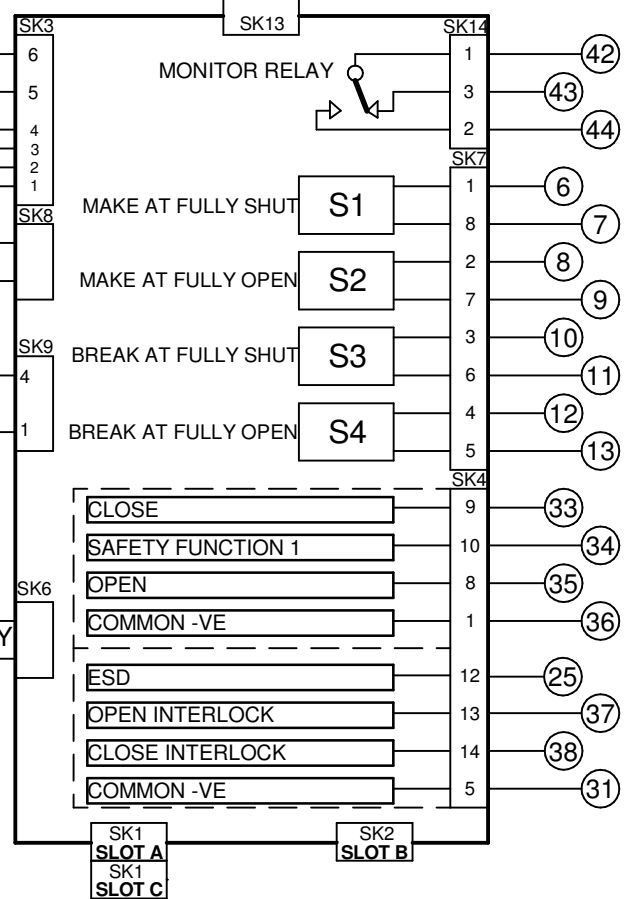 SK13
SK3
6
5
4
3
2
1
SK8
SK9
4
1
SK6
Y
MONITOR RELAY
SK14
1 42
3 43
2 44
SK7
MAKE AT FULLY SHUT S1 1 6
8 7
MAKE AT FULLY OPEN S2 2 8
7 9
BREAK AT FULLY SHUT S3 3 10
6 11
BREAK AT FULLY OPEN S4 4 12
5 13
SK4
CLOSE 9 33
SAFETY FUNCTION 1 10 34
OPEN 8 35
COMMON -VE 1 36
ESD 12 25
OPEN INTERLOCK 13 37
CLOSE INTERLOCK 14 38
COMMON -VE 5 31
SK1
SLOT A
SK1
SLOT C
SK2
SLOT B